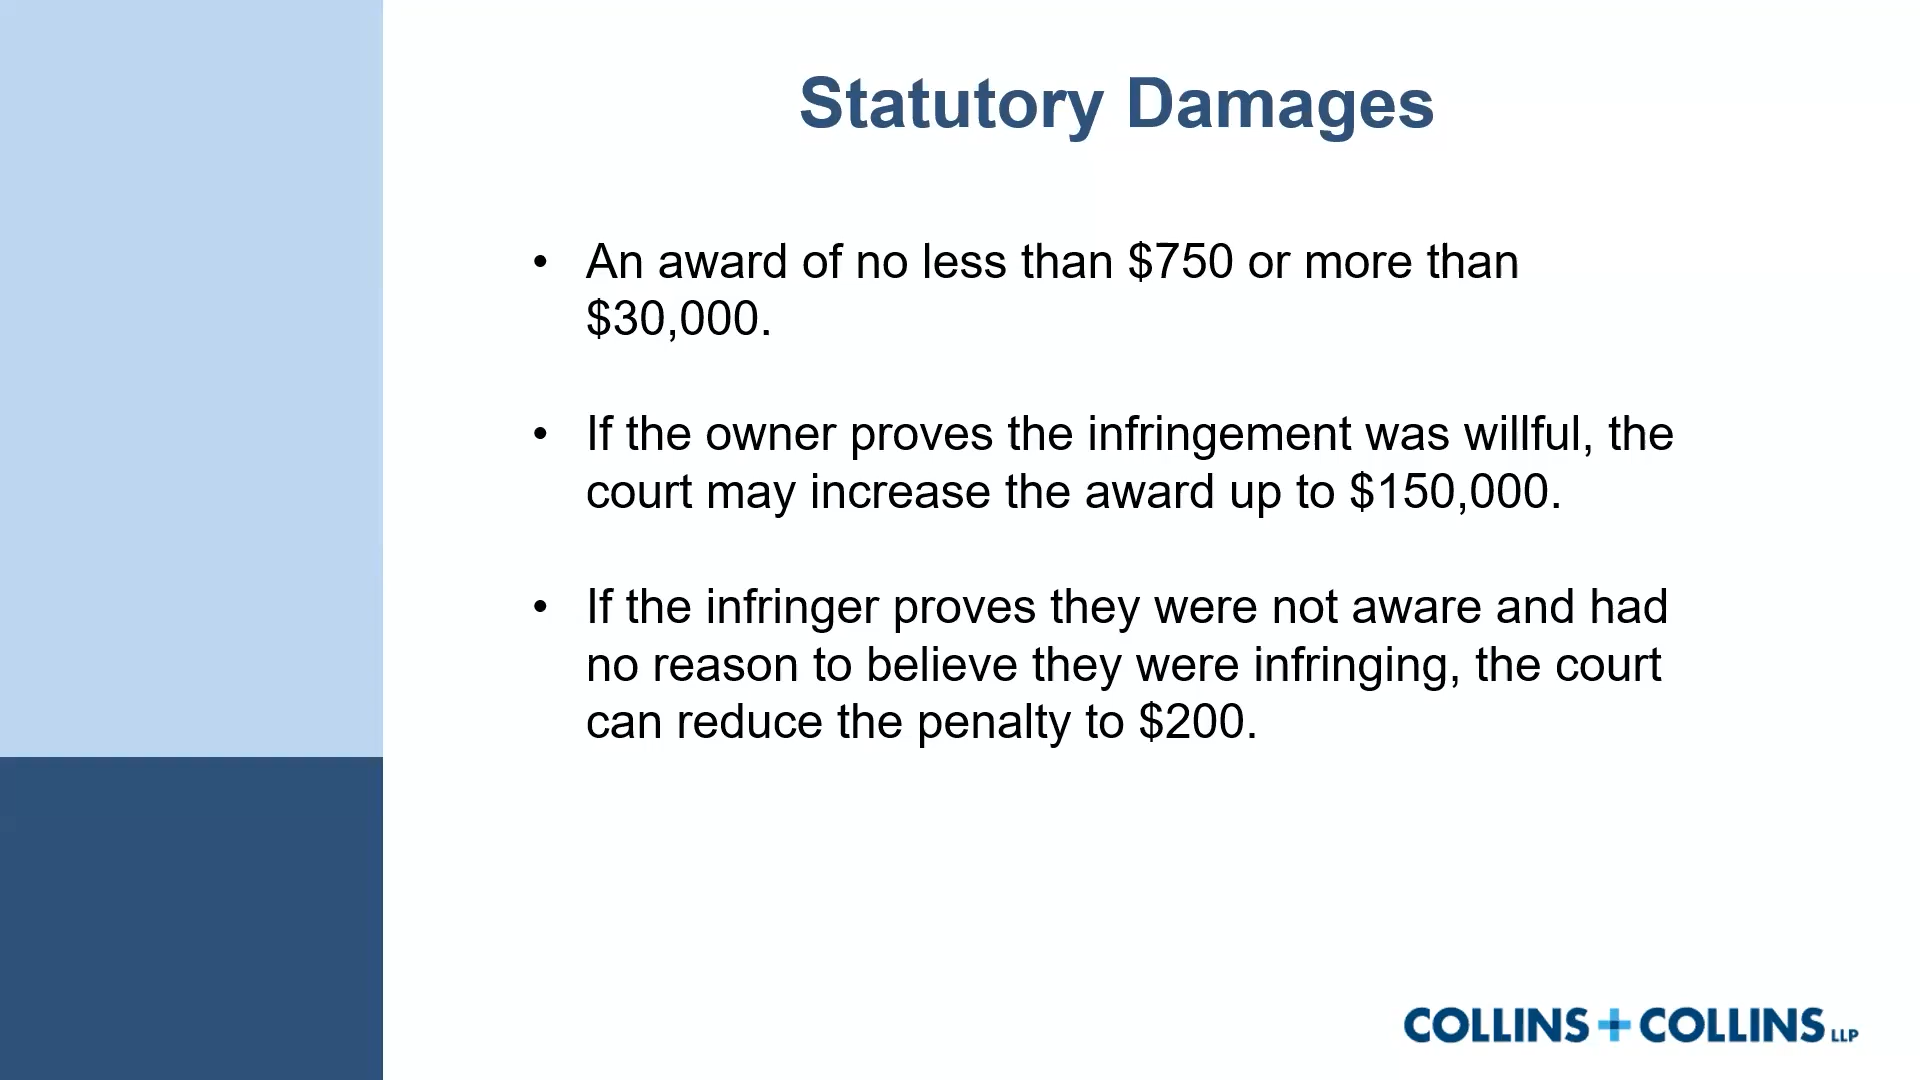 Statutory Damages
• An award of no less than $750 or more than
$30,000.
• If the owner proves the infringement was willful, the
court may increase the award up to $150,000.
• If the infringer proves they were not aware and had
no reason to believe they were infringing, the court
can reduce the penalty to $200.
COLLINS + COLLINS LLP